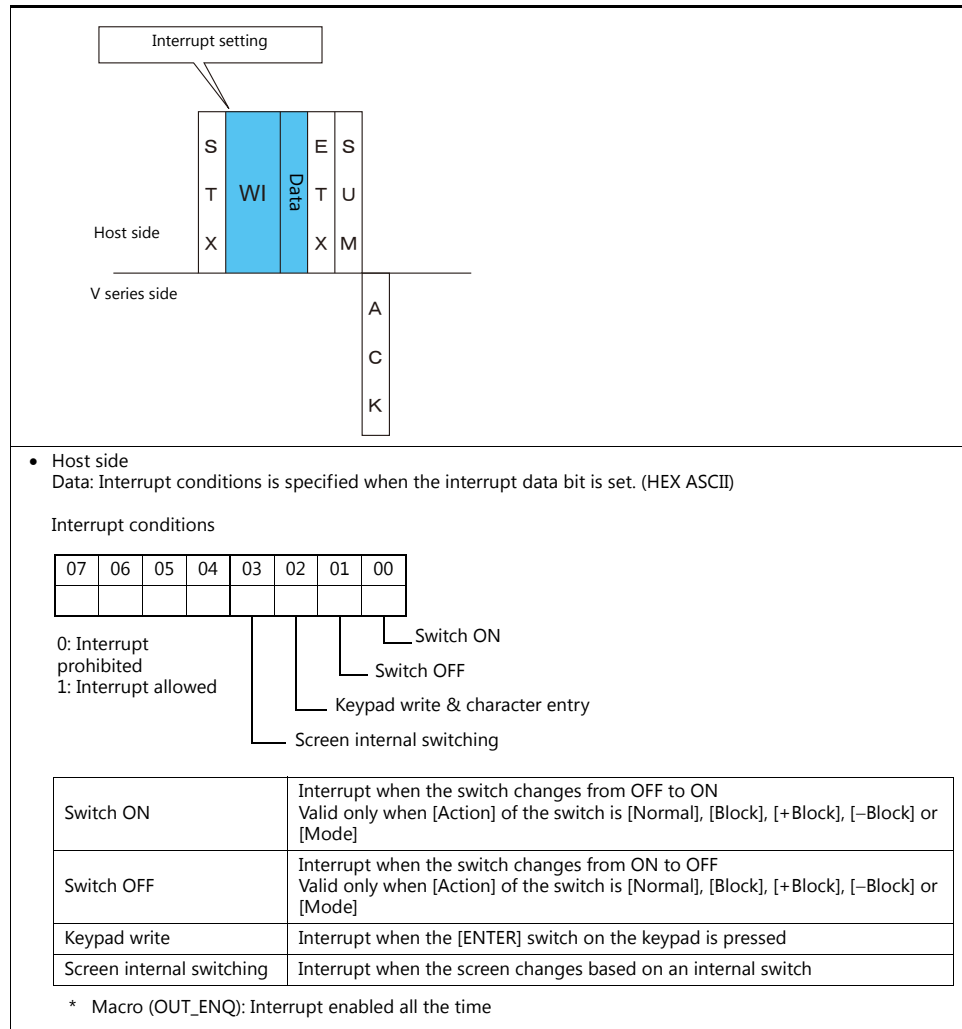 Interrupt setting
STX
WI
Data
ETX
SUM
Host side
V series side
ACK
• Host side
Data: Interrupt conditions is specified when the interrupt data bit is set. (HEX ASCII)
Interrupt conditions
07 06 05 04 03 02 01 00
0: Interrupt
prohibited
1: Interrupt allowed
Switch ON
Switch OFF
Keypad write & character entry
Screen internal switching
Switch ON
Interrupt when the switch changes from OFF to ON
Valid only when [Action] of the switch is [Normal], [Block], [+Block], [−Block] or
[Mode]
Switch OFF
Interrupt when the switch changes from ON to OFF
Valid only when [Action] of the switch is [Normal], [Block], [+Block], [−Block] or
[Mode]
Keypad write
Interrupt when the [ENTER] switch on the keypad is pressed
Screen internal switching
Interrupt when the screen changes based on an internal switch
* Macro (OUT_ENQ): Interrupt enabled all the time